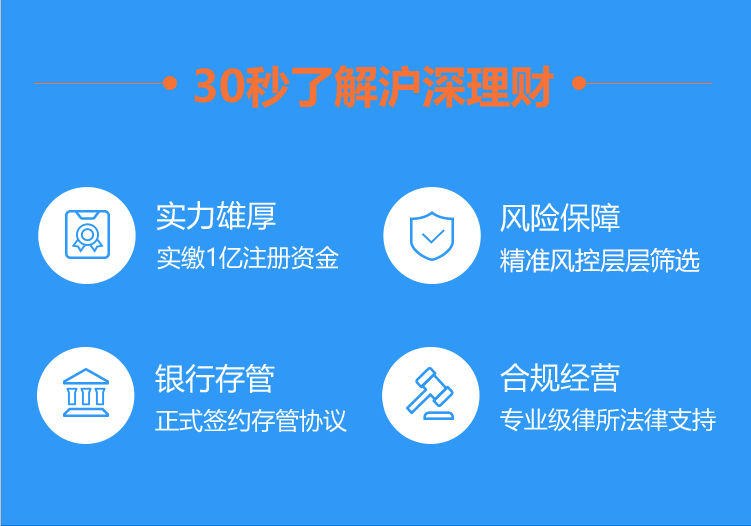 30秒了解沪深理财
实力雄厚
实缴1亿注册资金
风险保障
精准风控层层筛选
银行存管
正式签约存管协议
合规经营
专业级律所法律支持